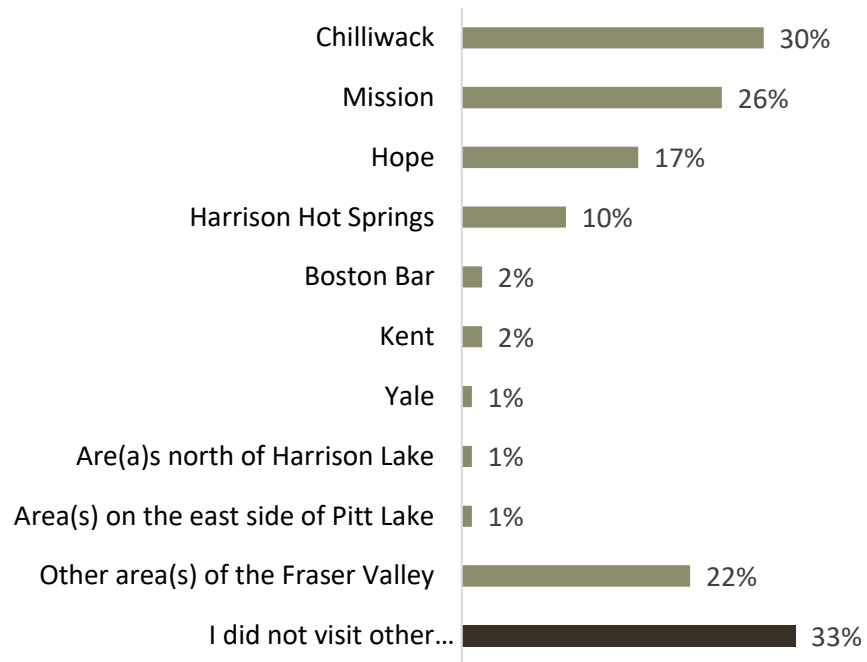 Chilliwack 30%
Mission 26%
Hope 17%
Harrison Hot Springs 10%
Boston Bar 2%
Kent 2%
Yale 1%
Are(a)s north of Harrison Lake 1%
Area(s) on the east side of Pitt Lake 1%
Other area(s) of the Fraser Valley 22%
I did not visit other... 33%